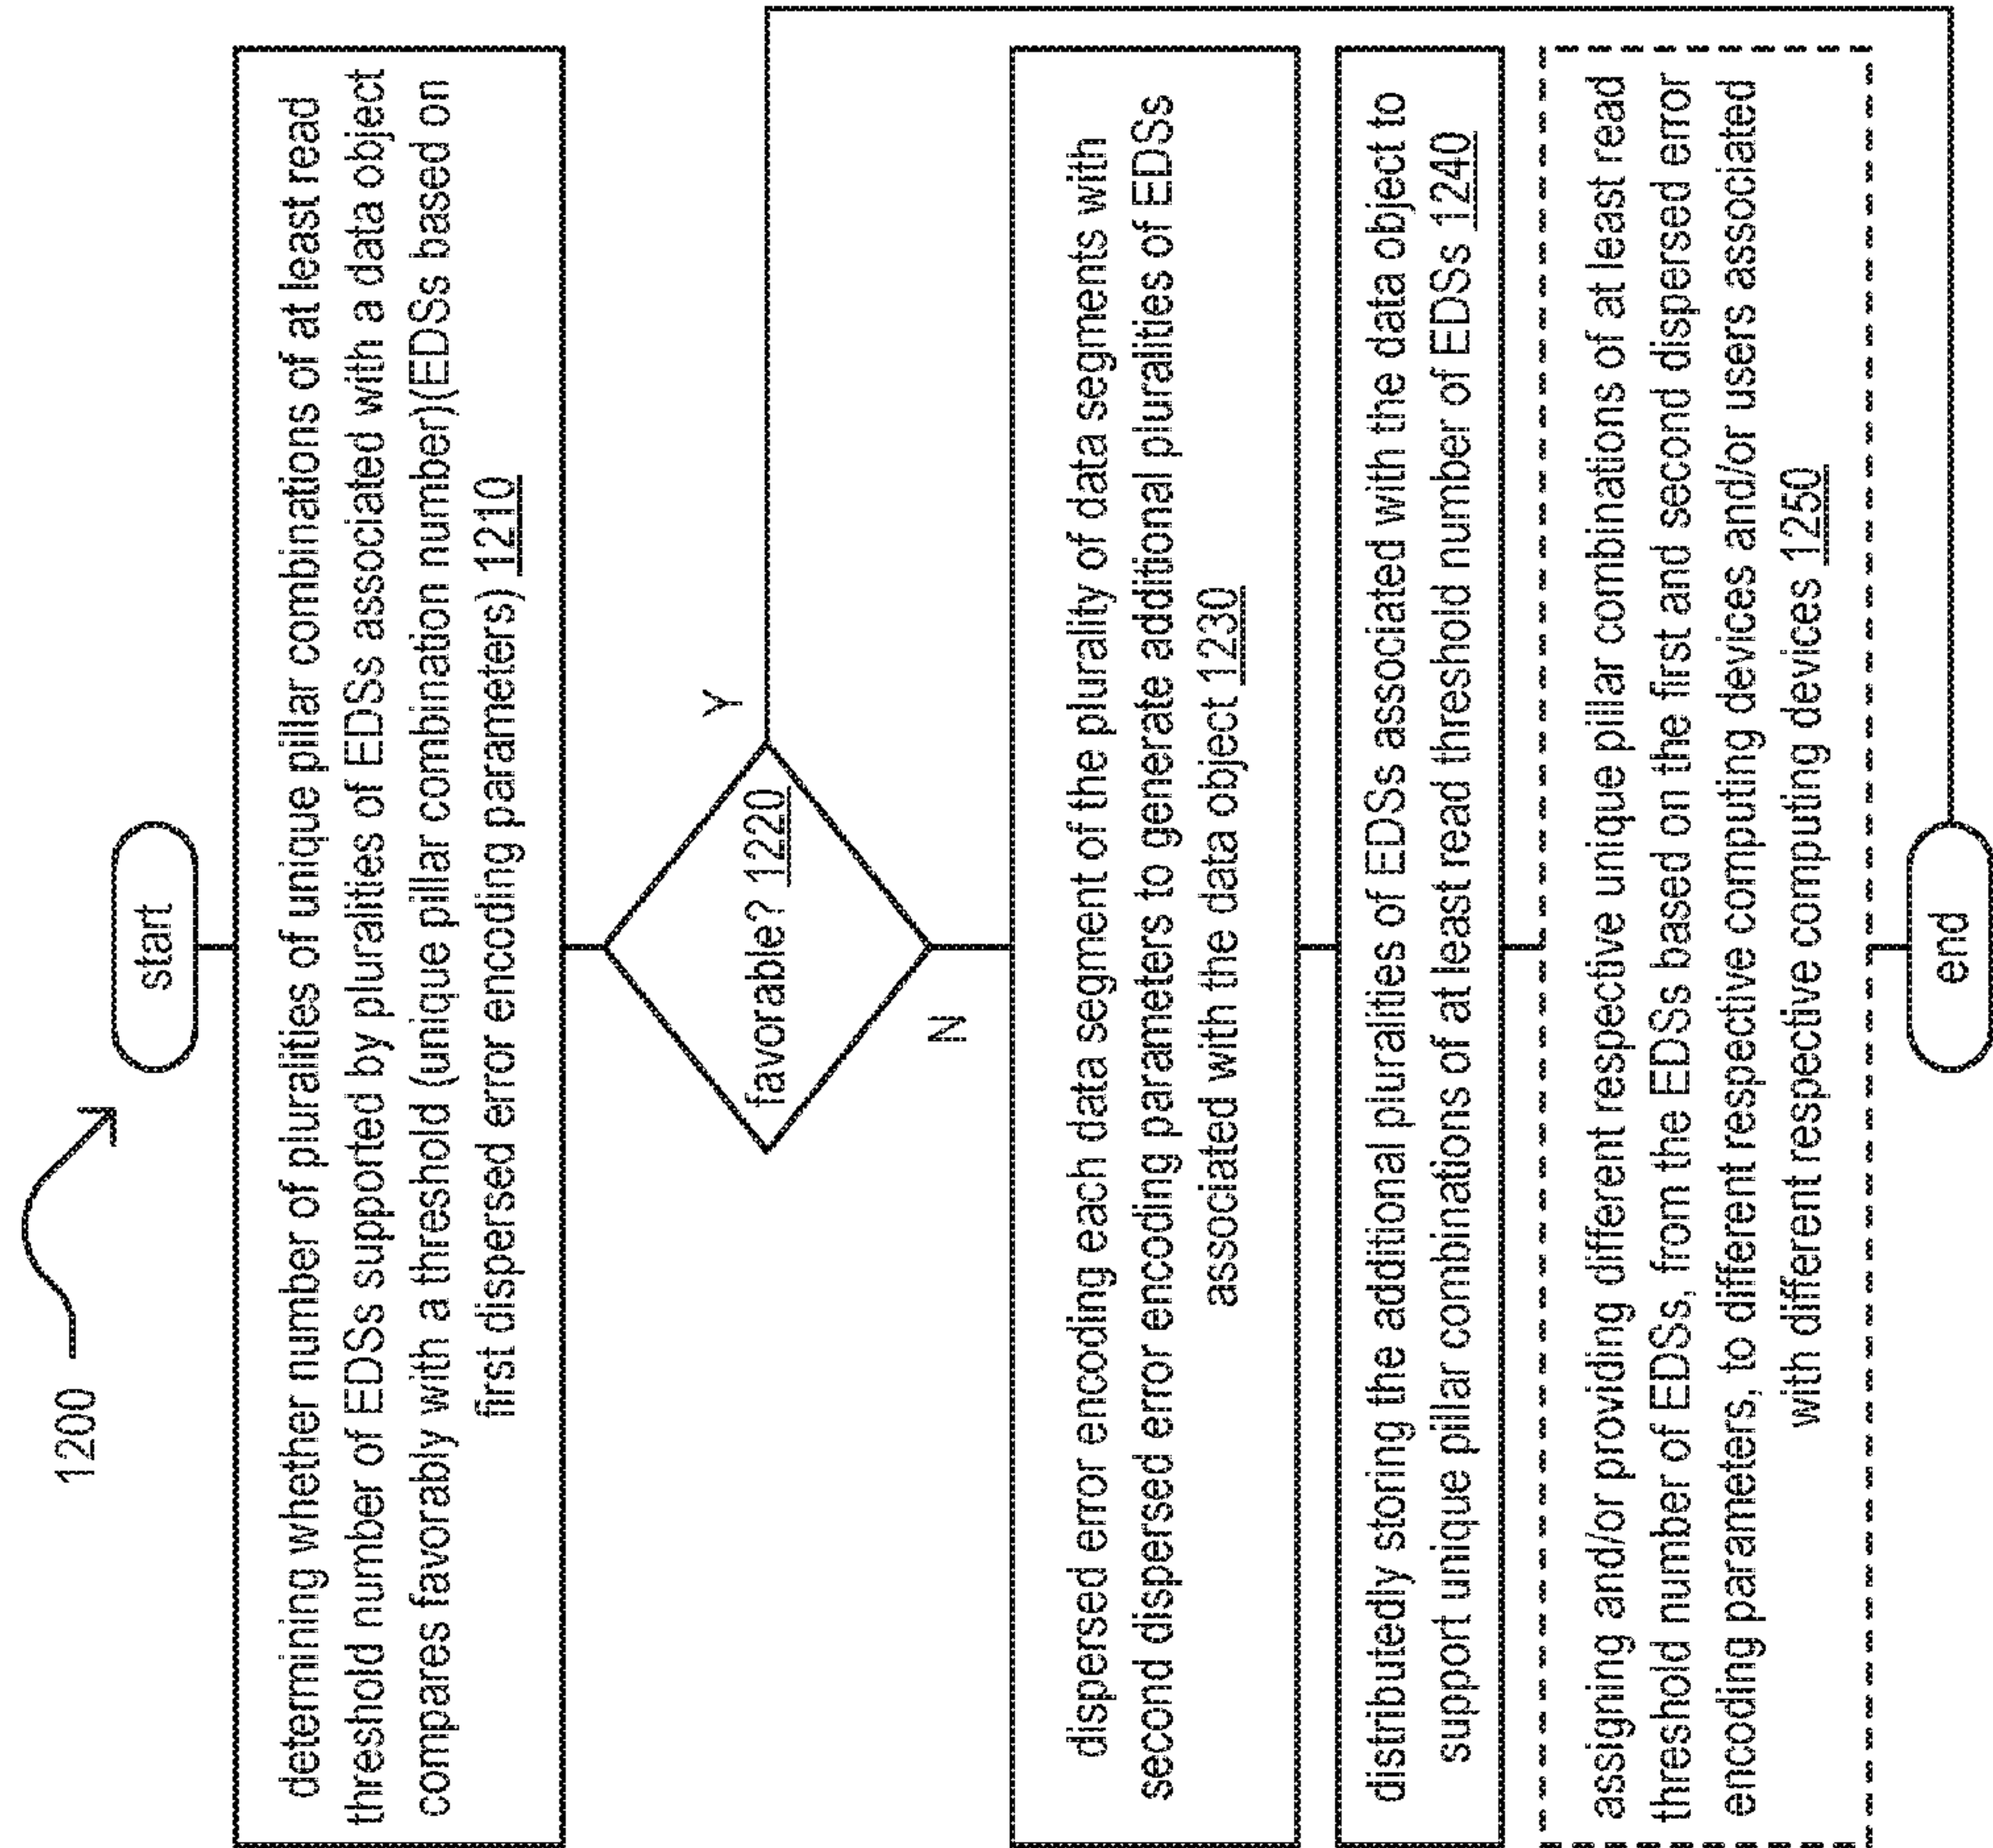 1200
start
determining whether number of pluralities of unique pillar combinations of at least read
threshold number of EDSs supported by pluralities of EDSs associated with a data object
compares favorably with a threshold (unique pillar combination number)(EDSs based on
first dispersed error encoding parameters) 1210
favorable? 1220
Y
N
dispersed error encoding each data segment of the plurality of data segments with
second dispersed error encoding parameters to generate additional pluralities of EDSs
associated with the data object 1230
distributedly storing the additional pluralities of EDSs associated with the data object to
support unique pillar combinations of at least read threshold number of EDSs 1240
assigning and/or providing different respective unique pillar combinations of at least read
threshold number of EDSs, from the EDSs based on the first and second dispersed error
encoding parameters, to different respective computing devices and/or users associated
with different respective computing devices 1250
end